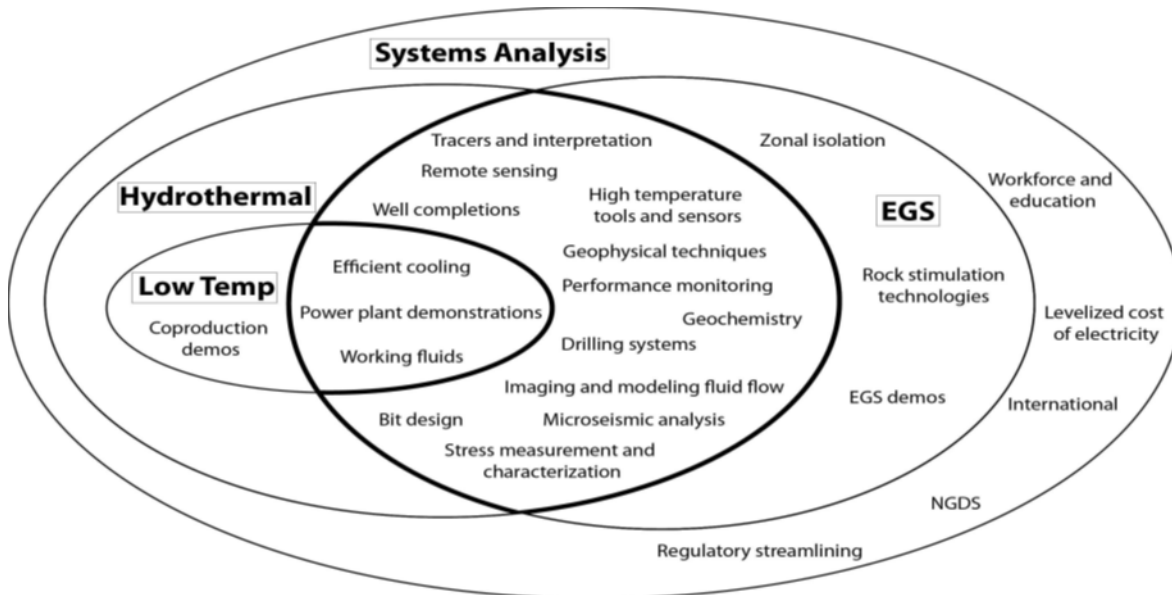 Systems Analysis
Tracers and interpretation
Zonal isolation
Remote sensing
Workforce and
education
Hydrothermal
High temperature
tools and sensors
Well completions
EGS
Geophysical techniques
Efficient cooling
Low Temp
Performance monitoring
Rock stimulation
technologies
Power plant demonstrations
Geochemistry
Levelized cost
of electricity
Coproduction
demos
Drilling systems
Working fluids
Imaging and modeling fluid flow
EGS demos
International
Bit design
Microseismic analysis
Stress measurement and
characterization
NGDS
Regulatory streamlining